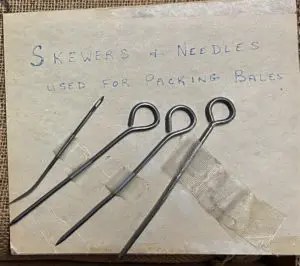 SKEWERS & NEEDLES
USED FOR PACKING BALES